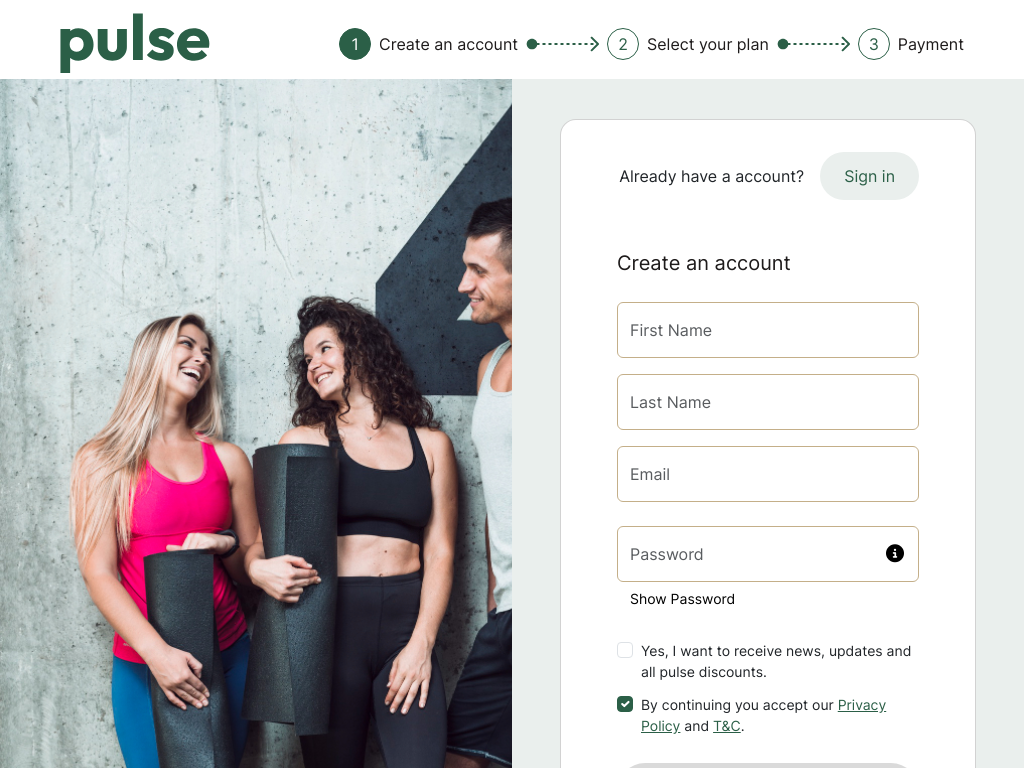 pulse
1 Create an account 2 Select your plan 3 Payment
Already have a account? Sign in
Create an account
First Name
Last Name
Email
Password
Show Password
Yes, I want to receive news, updates and
all pulse discounts.
By continuing you accept our Privacy
Policy and T&C.